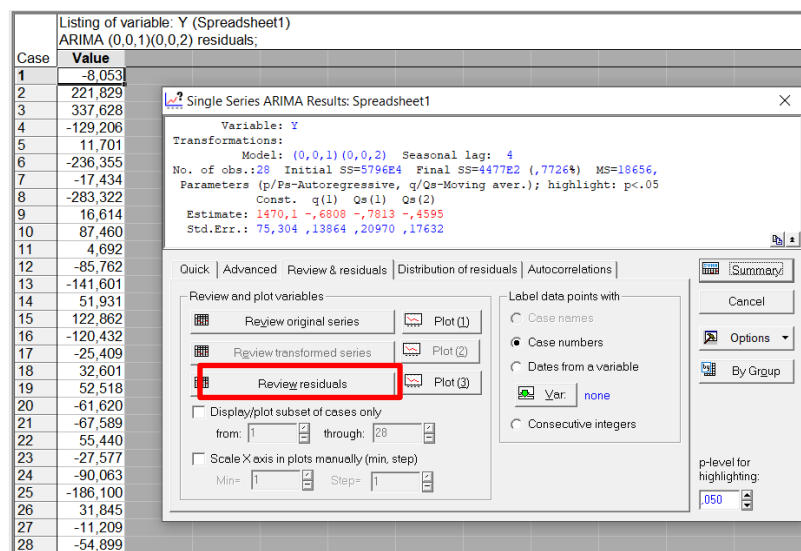 Listing of variable: Y (Spreadsheet1)
ARIMA (0,0,1)(0,0,2) residuals;
Case Value
1 -8,053
2 221,829
3 337,628
4 -129,206
5 11,701
6 -236,355
7 -17,434
8 -283,322
9 16,614
10 87,460
11 4,692
12 -85,762
13 -141,601
14 51,931
15 122,862
16 -120,432
17 -25,409
18 32,601
19 52,518
20 -61,620
21 -67,589
22 55,440
23 -27,577
24 -90,063
25 -186,100
26 31,845
27 -11,209
28 -54,899
Single Series ARIMA Results: Spreadsheet1
Variable: Y
Transformations:
Model: (0,0,1)(0,0,2) Seasonal lag: 4
No. of obs.:28 Initial SS=5796E4 Final SS=4477E2 (,7726%) MS=18656,
Parameters (p/Ps-Autoregressive, q/Qs-Moving aver.); highlight: p<.05
Const. q(1) Qs(1) Qs(2)
Estimate: 1470,1 -,6808 -,7813 -,4595
Std.Err.: 75,304 ,13864 ,20970 ,17632
Quick Advanced Review & residuals Distribution of residuals Autocorrelations
Review and plot variables
Review original series Plot (1)
Review transformed series Plot (2)
Review residuals Plot (3)
Display/plot subset of cases only
from: 1 through: 28
Scale X axis in plots manually (min, step)
Min= 1 Step= 1
Label data points with
Case names
Case numbers
Dates from a variable
Var: none
Consecutive integers
Summary
Cancel
Options
By Group
p-level for
highlighting:
,050